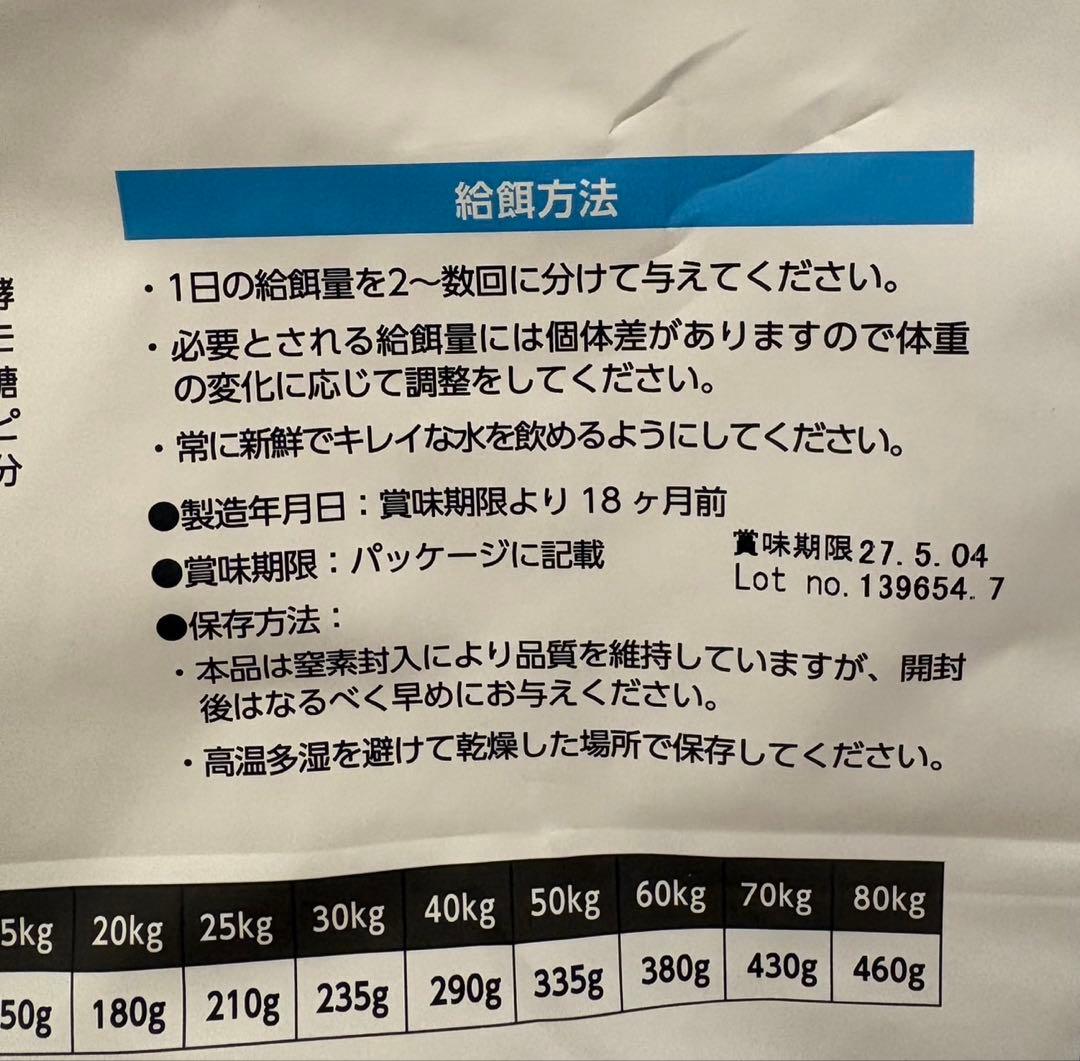 給餌方法
・1日の給餌量を2〜数回に分けて与えてください。
・必要とされる給餌量には個体差がありますので体重
の変化に応じて調整をしてください。
・常に新鮮でキレイな水を飲めるようにしてください。
●製造年月日：賞味期限より 18 ヶ月前
●賞味期限：パッケージに記載
賞味期限27.5.04
Lot no.139654.7
●保存方法：
・本品は窒素封入により品質を維持していますが、開封
後はなるべく早めにお与えください。
・高温多湿を避けて乾燥した場所で保存してください。
5kg 20kg 25kg 30kg 40kg 50kg 60kg 70kg 80kg
50g 180g 210g 235g 290g 335g 380g 430g 460g
糖
ピ
分